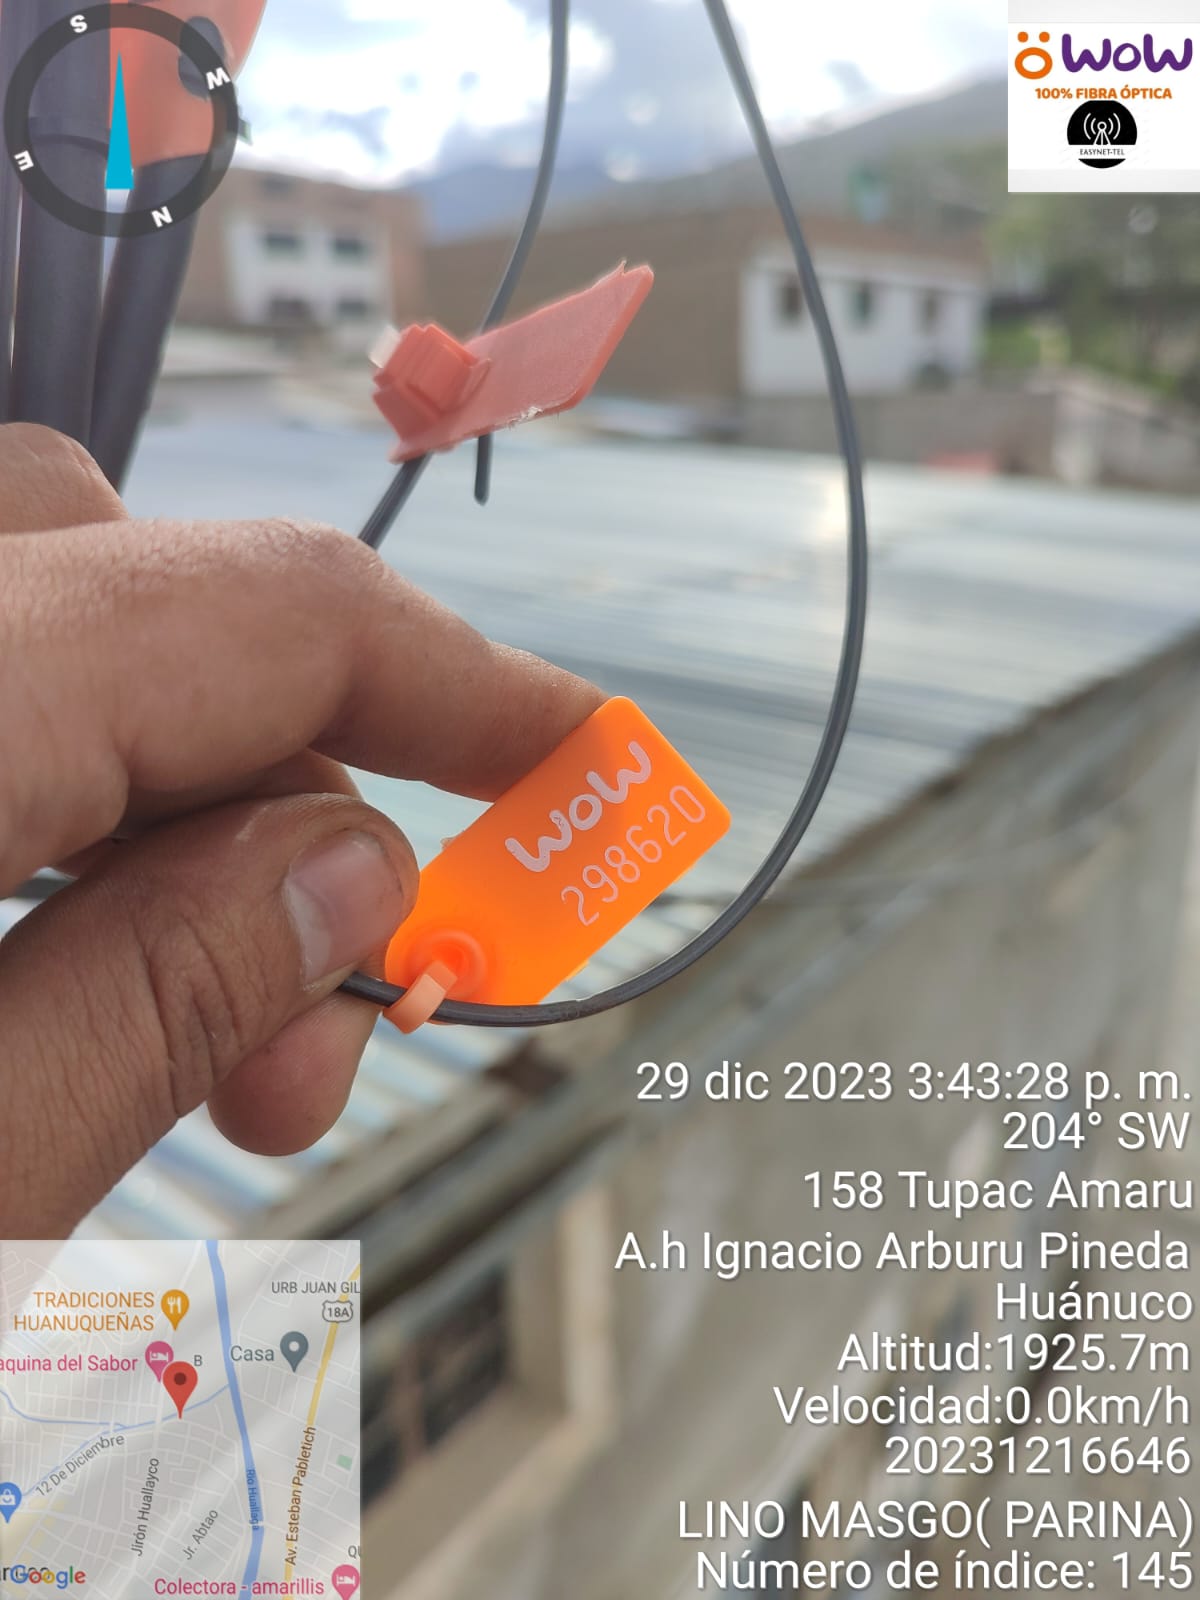 S
W
E
N
WOW
100% FIBRA ÓPTICA
EASYNET-TEL
WOW
298620
29 dic 2023 3:43:28 p. m.
204° SW
158 Tupac Amaru
A.h Ignacio Arburu Pineda
Huánuco
Altitud:1925.7m
Velocidad:0.0km/h
20231216646
LINO MASGO( PARINA)
Número de índice: 145
TRADICIONES
HUANUQUEÑAS
URB JUAN GIL
18A
aquina del Sabor
B
Casa
12 De Diciembre
Jirón Huallayco
Jr. Abtao
Río Huallaga
Av. Esteban Pabletich
Google
Colectora - amarillis